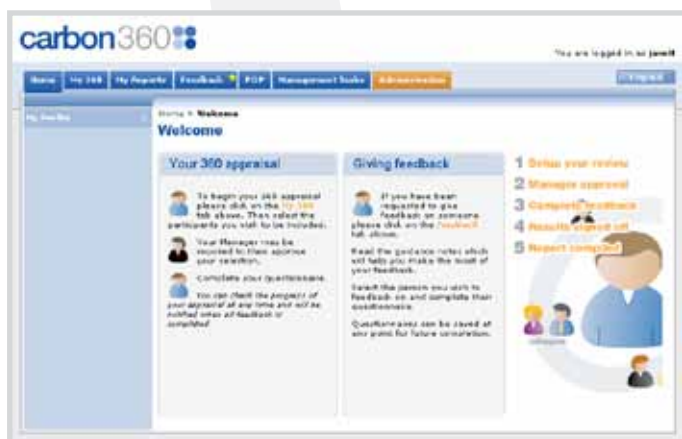 carbon360
You are logged in as
Home My 360 My Reports Feedback PDP Management Tools Administration
My Profile
Home > Welcome
Welcome
Your 360 appraisal
To begin your 360 appraisal
please click on the My 360
tab above. Then select the
participants you wish to be included.
Your Manager may be
required to then approve
your selection.
Complete your questionnaire.
You can check the progress of
your appraisal at any time and will be
notified when all feedback is
completed
Giving feedback
If you have been
requested to give
feedback on someone
please click on the Feedback
tab above.
Read the guidance notes which
will help you make the most of
your feedback.
Select the person you wish to
feedback on and complete their
questionnaire.
Questionnaires can be saved at
any point for future completion.
1 Setup your review
2 Manager approval
3 Complete feedback
4 Results signed off
5 Report compiled